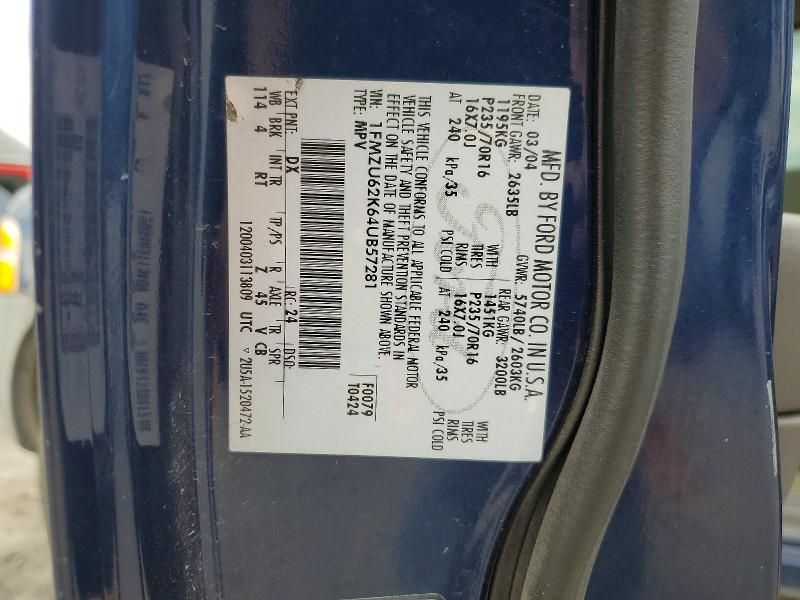 MFD. BY FORD MOTOR CO. IN U.S.A.
DATE: 03/04 GVWR: 5740LB / 2603KG
FRONT GAWR: 2635LB REAR GAWR: 3200LB
1195KG WITH 1451KG WITH
P235/70R16 TIRES P235/70R16 TIRES
16X7.0J RIMS 16X7.0J RIMS
AT 240 kPa/35 PSI COLD AT 240 kPa/35 PSI COLD
THIS VEHICLE CONFORMS TO ALL APPLICABLE FEDERAL MOTOR
VEHICLE SAFETY AND THEFT PREVENTION STANDARDS IN
EFFECT ON THE DATE OF MANUFACTURE SHOWN ABOVE.
VIN: 1FMZU62K64UB57281 F0079
TYPE: MPV T0424
EXT PNT: DX RC: 24 DSO:
WB BRK INT TR TP/PS R AXLE TR SPR
114 4 RT Z 45 V CB
1200403113809 UTC ▽ 2U5A-1520472-AA